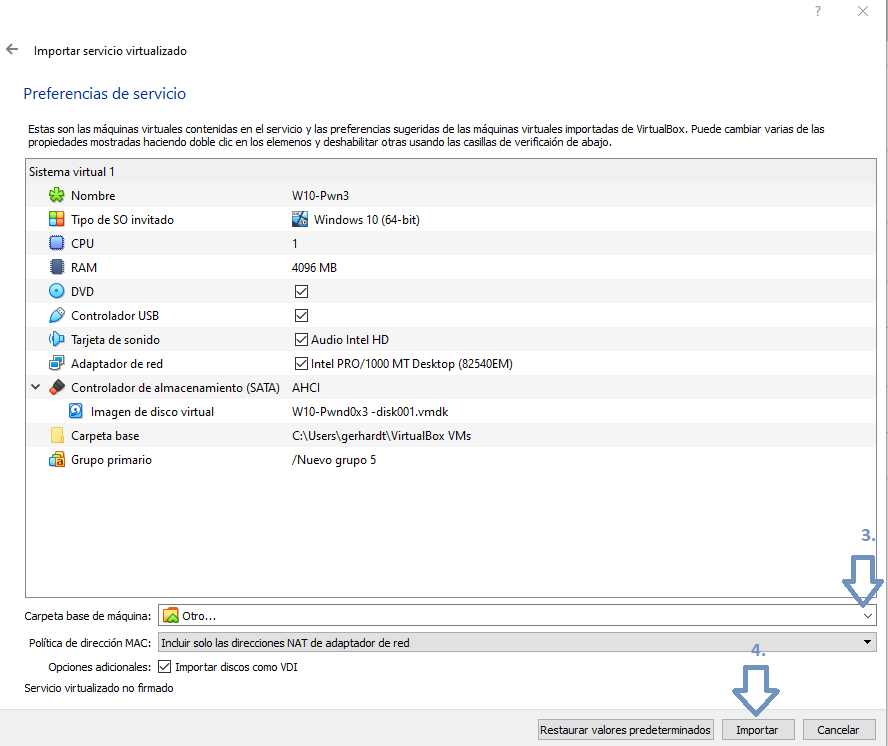 ?
Importar servicio virtualizado
Preferencias de servicio
Estas son las máquinas virtuales contenidas en el servicio y las preferencias sugeridas de las máquinas virtuales importadas de VirtualBox. Puede cambiar varias de las
propiedades mostradas haciendo doble clic en los elemenos y deshabilitar otras usando las casillas de verificaión de abajo.
Sistema virtual 1
Nombre W10-Pwn3
Tipo de SO invitado Windows 10 (64-bit)
CPU 1
RAM 4096 MB
DVD
Controlador USB
Tarjeta de sonido Audio Intel HD
Adaptador de red Intel PRO/1000 MT Desktop (82540EM)
Controlador de almacenamiento (SATA) AHCI
Imagen de disco virtual W10-Pwnd0x3 -disk001.vmdk
Carpeta base C:\Users\gerhardt\VirtualBox VMs
Grupo primario /Nuevo grupo 5
3.
Carpeta base de máquina: Otro...
Política de dirección MAC: Incluir solo las direcciones NAT de adaptador de red
4.
Opciones adicionales: Importar discos como VDI
Servicio virtualizado no firmado
Restaurar valores predeterminados Importar Cancelar